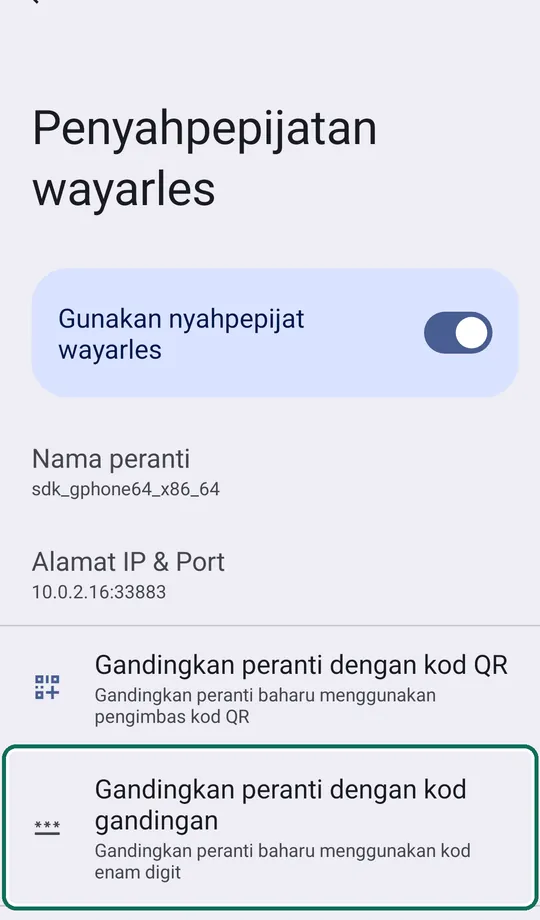 Penyahpepijatan
wayarles
Gunakan nyahpepijat
wayarles
Nama peranti
sdk_gphone64_x86_64
Alamat IP & Port
10.0.2.16:33883
Gandingkan peranti dengan kod QR
Gandingkan peranti baharu menggunakan
pengimbas kod QR
Gandingkan peranti dengan kod
gandingan
Gandingkan peranti baharu menggunakan kod
enam digit